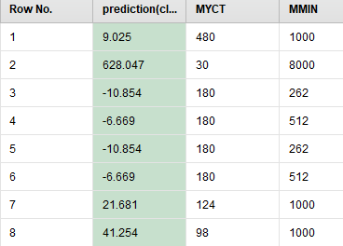 Row No. prediction(cl... MYCT MMIN
1 9.025 480 1000
2 628.047 30 8000
3 -10.854 180 262
4 -6.669 180 512
5 -10.854 180 262
6 -6.669 180 512
7 21.681 124 1000
8 41.254 98 1000